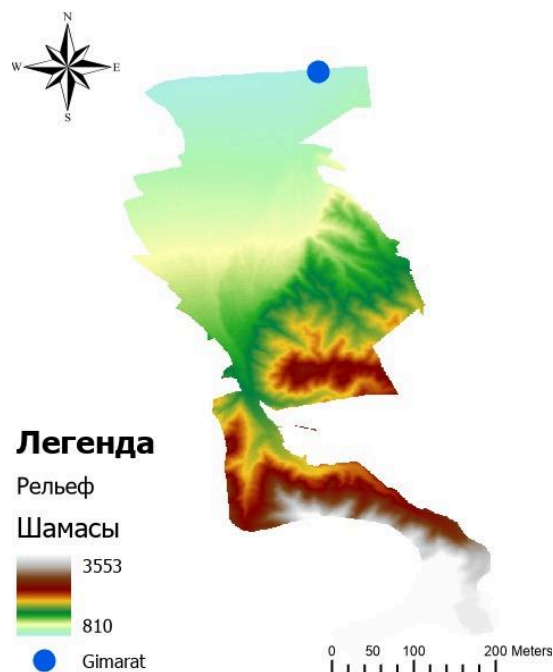 N
W E
S
Легенда
Рельеф
Шамасы
3553
810
Gimarat
0 50 100 200 Meters